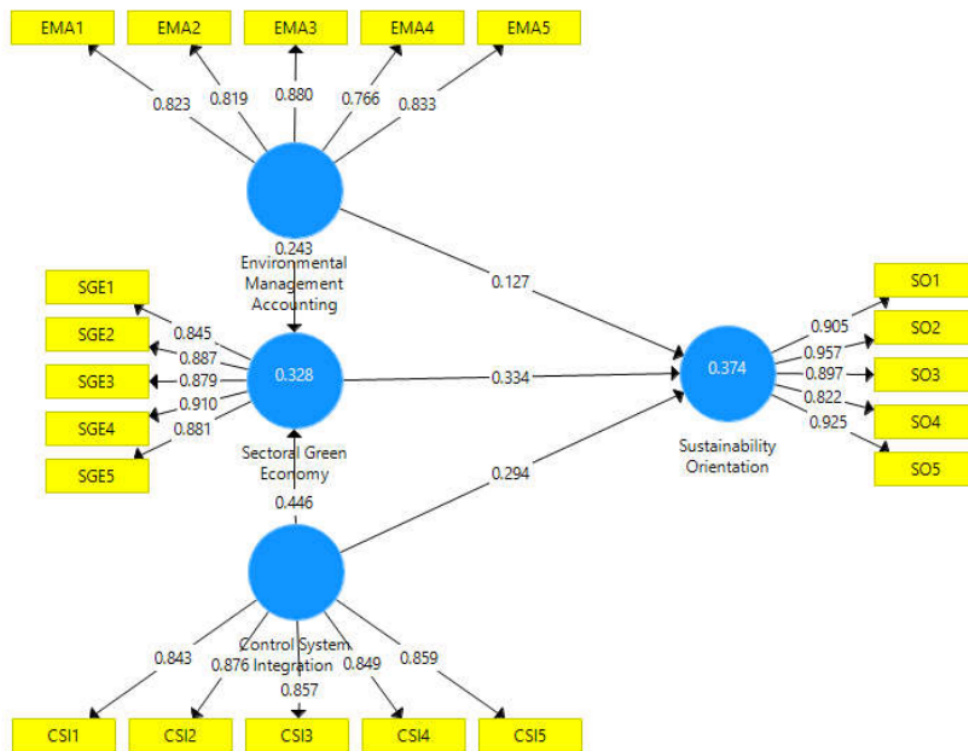 EMA1 EMA2 EMA3 EMA4 EMA5
0.823 0.819 0.880 0.766 0.833
0.243
Environmental
Management
Accounting
0.127
SGE1
SGE2
SGE3
SGE4
SGE5
0.845
0.887
0.879
0.910
0.881
0.328
Sectoral Green
Economy
0.334
0.374
Sustainability
Orientation
0.905
0.957
0.897
0.822
0.925
SO1
SO2
SO3
SO4
SO5
0.446
0.294
Control System
Integration
0.843 0.876 0.857 0.849 0.859
CSI1 CSI2 CSI3 CSI4 CSI5